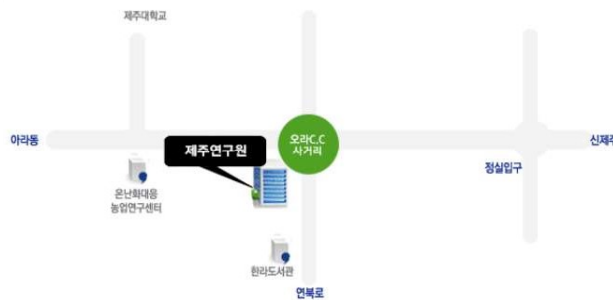 제주대학교
아라동
오라C.C
사거리
신제주
제주연구원
정실입구
온난화대응
농업연구센터
한라도서관
연북로